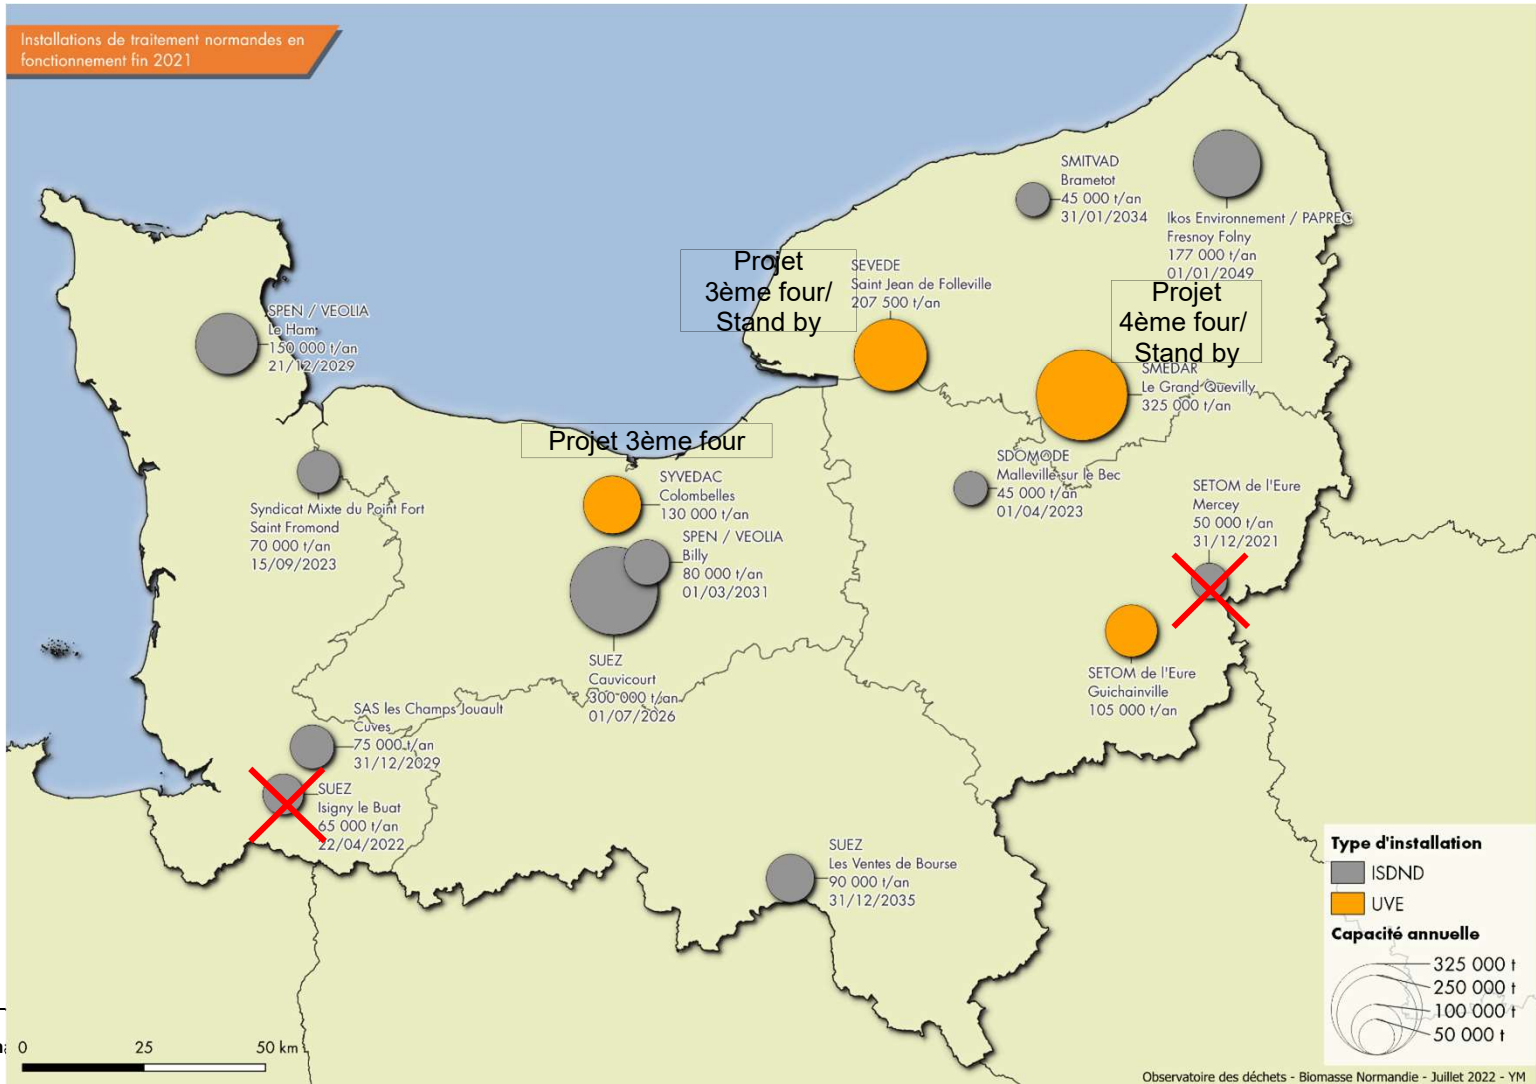 Installations de traitement normandes en
fonctionnement fin 2021
SMITVAD
Brametot
45 000 t/an
31/01/2034
Ikos Environnement / PAPREC
Fresnoy Folny
177 000 t/an
01/01/2049
Projet
3ème four/
Stand by
SEVEDE
Saint Jean de Folleville
207 500 t/an
Projet
4ème four/
Stand by
SMEDAR
Le Grand Quevilly
325 000 t/an
SPEN / VEOLIA
Le Ham
150 000 t/an
21/12/2029
Projet 3ème four
SYVEDAC
Colombelles
130 000 t/an
SDOMODE
Malleville sur le Bec
45 000 t/an
01/04/2023
SETOM de l'Eure
Mercey
50 000 t/an
31/12/2021
Syndicat Mixte du Point Fort
Saint Fromond
70 000 t/an
15/09/2023
SPEN / VEOLIA
Billy
80 000 t/an
01/03/2031
SUEZ
Cauvicourt
300 000 t/an
01/07/2026
SETOM de l'Eure
Guichainville
105 000 t/an
SAS les Champs Jouault
Cuves
75 000 t/an
31/12/2029
SUEZ
Isigny le Buat
65 000 t/an
22/04/2022
SUEZ
Les Ventes de Bourse
90 000 t/an
31/12/2035
Type d'installation
ISDND
UVE
Capacité annuelle
325 000 t
250 000 t
100 000 t
50 000 t
0 25 50 km
Observatoire des déchets - Biomasse Normandie - Juillet 2022 - YM